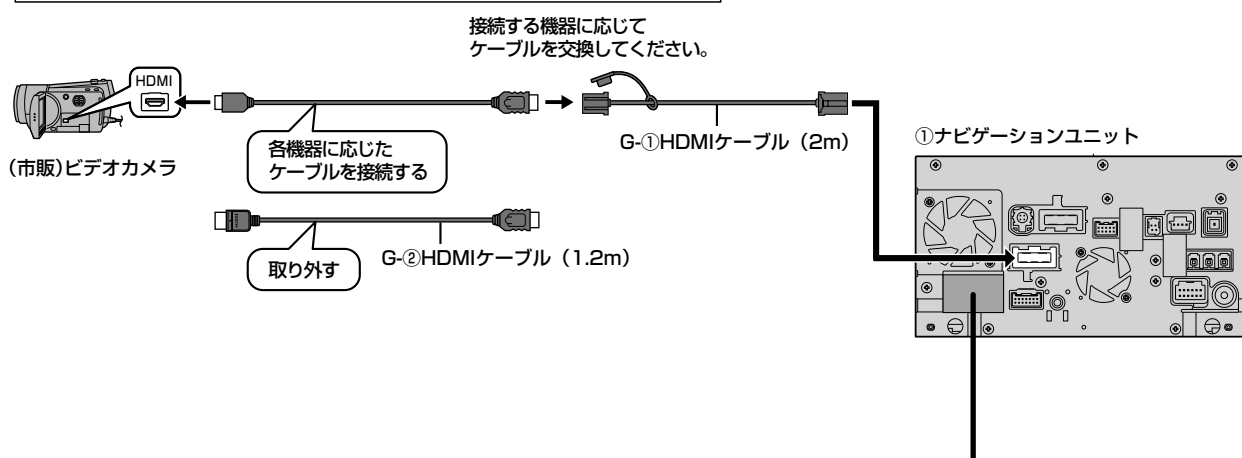 接続する機器に応じて
ケーブルを交換してください。
HDMI
(市販)ビデオカメラ
各機器に応じた
ケーブルを接続する
G-①HDMIケーブル（2m）
①ナビゲーションユニット
取り外す
G-②HDMIケーブル（1.2m）